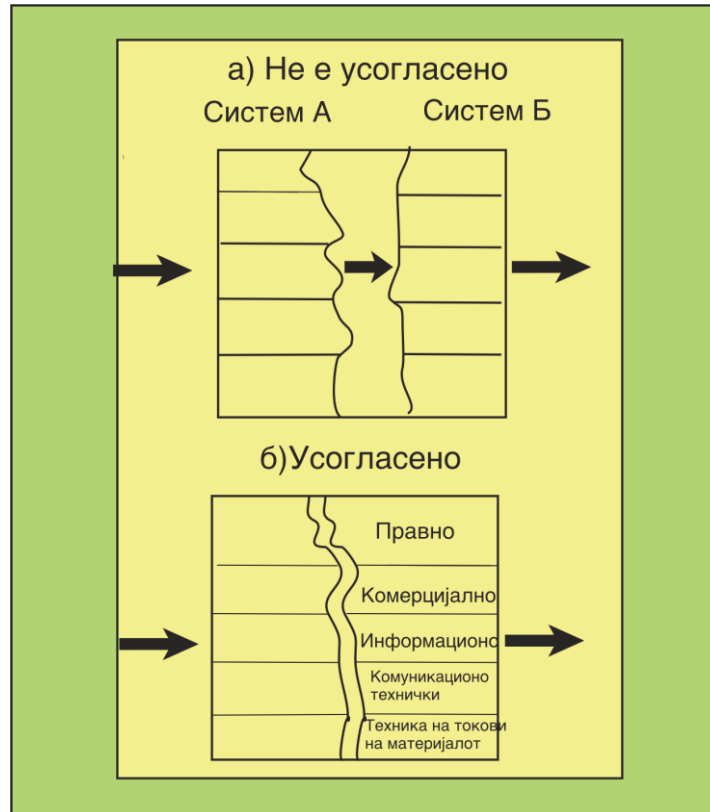 а) Не е усогласено
Систем А Систем Б
б)Усогласено
Правно
Комерцијално
Информационо
Комуникационо
технички
Техника на токови
на материјалот